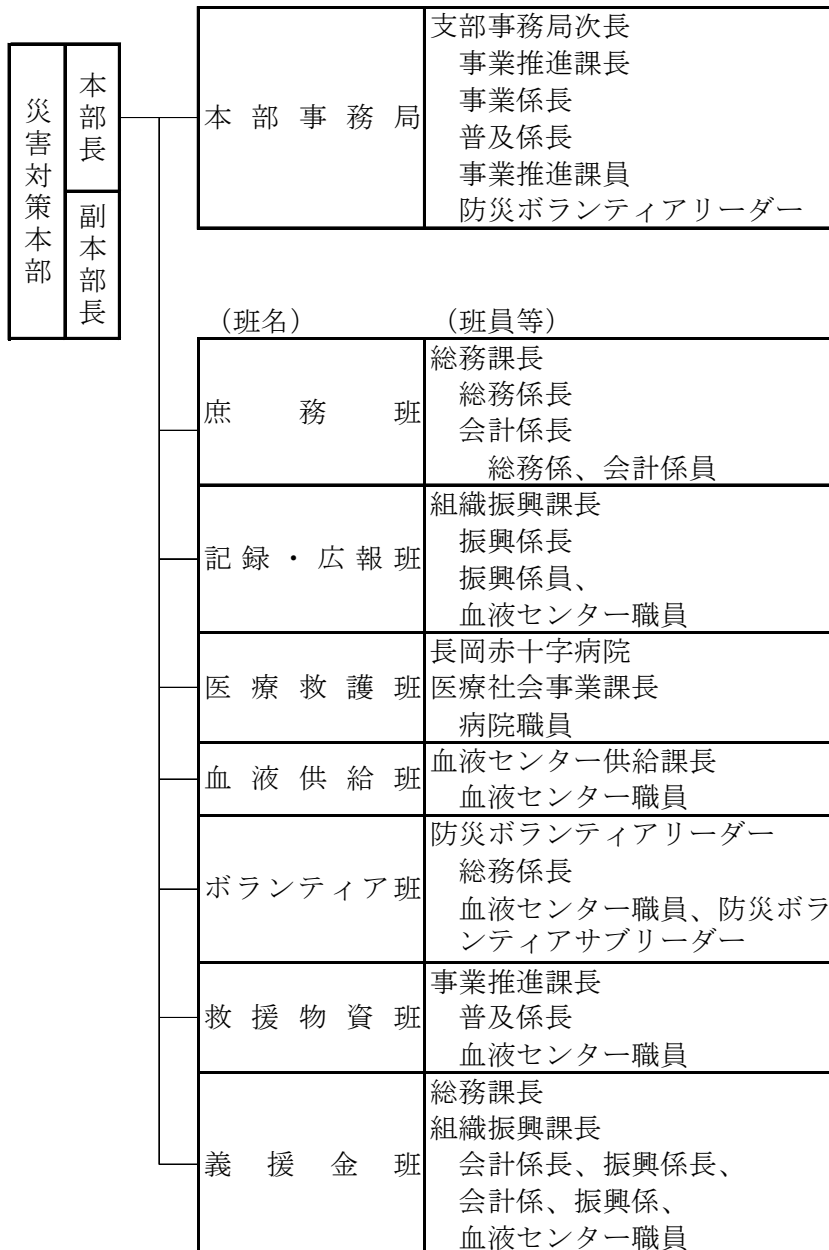 災害対策本部
本部長
副本部長
本部事務局
支部事務局次長
事業推進課長
事業係長
普及係長
事業推進課員
防災ボランティアリーダー
（班名）
（班員等）
庶務班
総務課長
総務係長
会計係長
総務係、会計係員
記録・広報班
組織振興課長
振興係長
振興係員、
血液センター職員
医療救護班
長岡赤十字病院
医療社会事業課長
病院職員
血液供給班
血液センター供給課長
血液センター職員
ボランティア班
防災ボランティアリーダー
総務係長
血液センター職員、防災ボラ
ンティアサブリーダー
救援物資班
事業推進課長
普及係長
血液センター職員
義援金班
総務課長
組織振興課長
会計係長、振興係長、
会計係、振興係、
血液センター職員